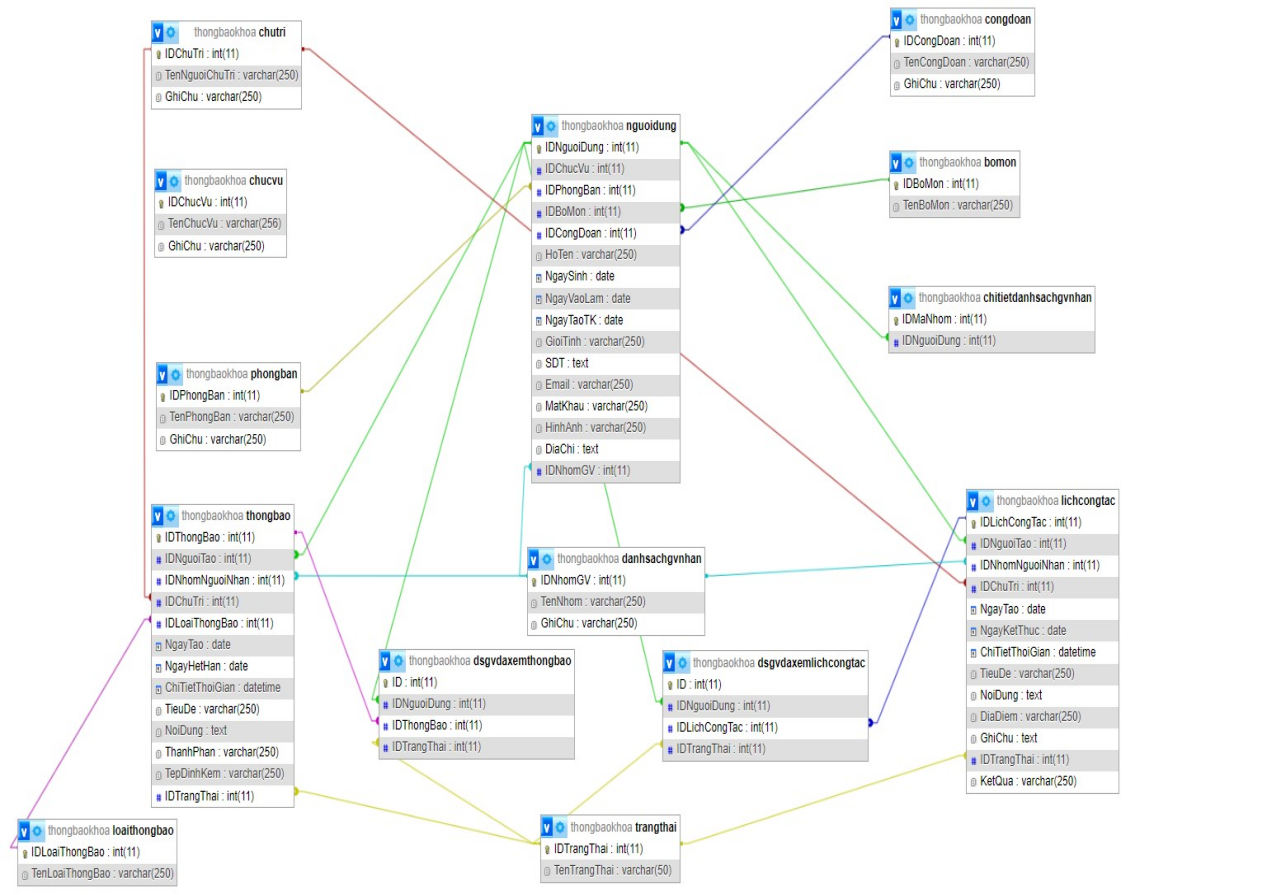 thongbaokhoa chutri
IDChuTri : int(11)
TenNguoiChuTri : varchar(250)
GhiChu : varchar(250)
thongbaokhoa congdoan
IDCongDoan : int(11)
TenCongDoan : varchar(250)
GhiChu : varchar(250)
thongbaokhoa nguoidung
IDNguoiDung : int(11)
IDChucVu : int(11)
IDPhongBan : int(11)
IDBoMon : int(11)
IDCongDoan : int(11)
HoTen : varchar(250)
NgaySinh : date
NgayVaoLam : date
NgayTaoTK : date
GioiTinh : varchar(250)
SDT : text
Email : varchar(250)
MatKhau : varchar(250)
HinhAnh : varchar(250)
DiaChi : text
IDNhomGV : int(11)
thongbaokhoa bomon
IDBoMon : int(11)
TenBoMon : varchar(250)
thongbaokhoa chucvu
IDChucVu : int(11)
TenChucVu : varchar(256)
GhiChu : varchar(250)
thongbaokhoa chitietdanhsachgvnhan
IDMaNhom : int(11)
IDNguoiDung : int(11)
thongbaokhoa phongban
IDPhongBan : int(11)
TenPhongBan : varchar(250)
GhiChu : varchar(250)
thongbaokhoa thongbao
IDThongBao : int(11)
IDNguoiTao : int(11)
IDNhomNguoiNhan : int(11)
IDChuTri : int(11)
IDLoaiThongBao : int(11)
NgayTao : date
NgayHetHan : date
ChiTietThoiGian : datetime
TieuDe : varchar(250)
NoiDung : text
ThanhPhan : varchar(250)
TepDinhKem : varchar(250)
IDTrangThai : int(11)
thongbaokhoa danhsachgvnhan
IDNhomGV : int(11)
TenNhom : varchar(250)
GhiChu : varchar(250)
thongbaokhoa lichcongtac
IDLichCongTac : int(11)
IDNguoiTao : int(11)
IDNhomNguoiNhan : int(11)
IDChuTri : int(11)
NgayTao : date
NgayKetThuc : date
ChiTietThoiGian : datetime
TieuDe : varchar(250)
NoiDung : text
DiaDiem : varchar(250)
GhiChu : text
IDTrangThai : int(11)
KetQua : varchar(250)
thongbaokhoa dsgvdaxemthongbao
ID : int(11)
IDNguoiDung : int(11)
IDThongBao : int(11)
IDTrangThai : int(11)
thongbaokhoa dsgvdaxemlichcongtac
ID : int(11)
IDNguoiDung : int(11)
IDLichCongTac : int(11)
IDTrangThai : int(11)
thongbaokhoa loaithongbao
IDLoaiThongBao : int(11)
TenLoaiThongBao : varchar(250)
thongbaokhoa trangthai
IDTrangThai : int(11)
TenTrangThai : varchar(50)